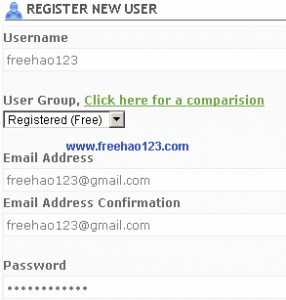 REGISTER NEW USER
Username
freehao123
User Group, Click here for a comparision
Registered (Free)
www.freehao123.com
Email Address
freehao123@gmail.com
Email Address Confirmation
freehao123@gmail.com
Password
••••••••••••